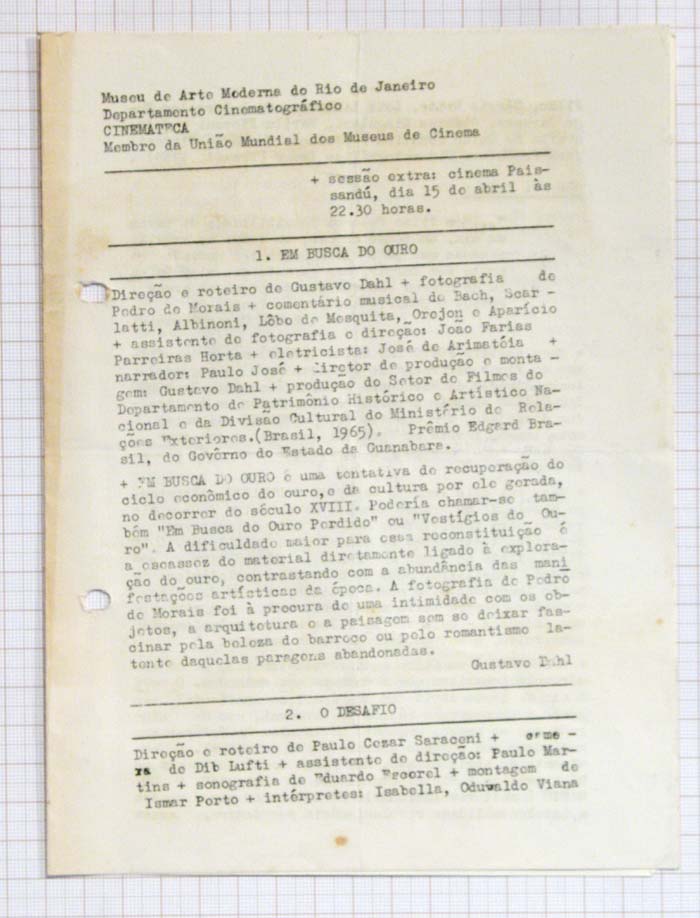 Museu de Arte Moderna do Rio de Janeiro
Departamento Cinematográfico
CINEMATECA
Membro da União Mundial dos Museus de Cinema
+ sessão extra: cinema Pais-
sandú, dia 15 de abril às
22.30 horas.
1. EM BUSCA DO OURO
Direção e roteiro de Gustavo Dahl + fotografia de
Pedro de Morais + comentário musical de Bach, Scar -
latti, Albinoni, Lôbo de Mesquita, Orejon e Aparício
+ assistente de fotografia e direção: João Farias
Parreiras Horta + eletricista: José de Arimatéia +
narrador: Paulo José + diretor de produção e monta -
gem: Gustavo Dahl + produção do Setor de Filmes do
Departamento de Patrimônio Histórico e Artístico Na-
cional e da Divisão Cultural do Ministério de Rela-
ções Exteriores.(Brasil, 1965). Prêmio Edgard Bra-
sil, do Govêrno do Estado da Guanabara.
+ EM BUSCA DO OURO é uma tentativa de recuperação do
ciclo econômico do ouro,e da cultura por ele gerada,
no decorrer do século XVIII. Poderia chamar-se tam-
bém "Em Busca do Ouro Perdido" ou "Vestígios do Ou-
ro". A dificuldade maior para essa reconstituição é
a escassez do material diretamente ligado à explora-
ção do ouro, contrastando com a abundância das mani
festações artísticas da época. A fotografia de Pedro
de Morais foi à procura de uma intimidade com os ob-
jetos, a arquitetura e a paisagem sem se deixar fas-
cinar pela beleza do barroco ou pelo romantismo la-
tente daquelas paragens abandonadas.
Gustavo Dahl
2. O DESAFIO
Direção e roteiro de Paulo Cezar Saraceni + came -
ra de Dib Lufti + assistente de direção: Paulo Mar-
tins + sonografia de Eduardo Escorel + montagem de
Ismar Porto + intérpretes: Isabella, Oduvaldo Viana